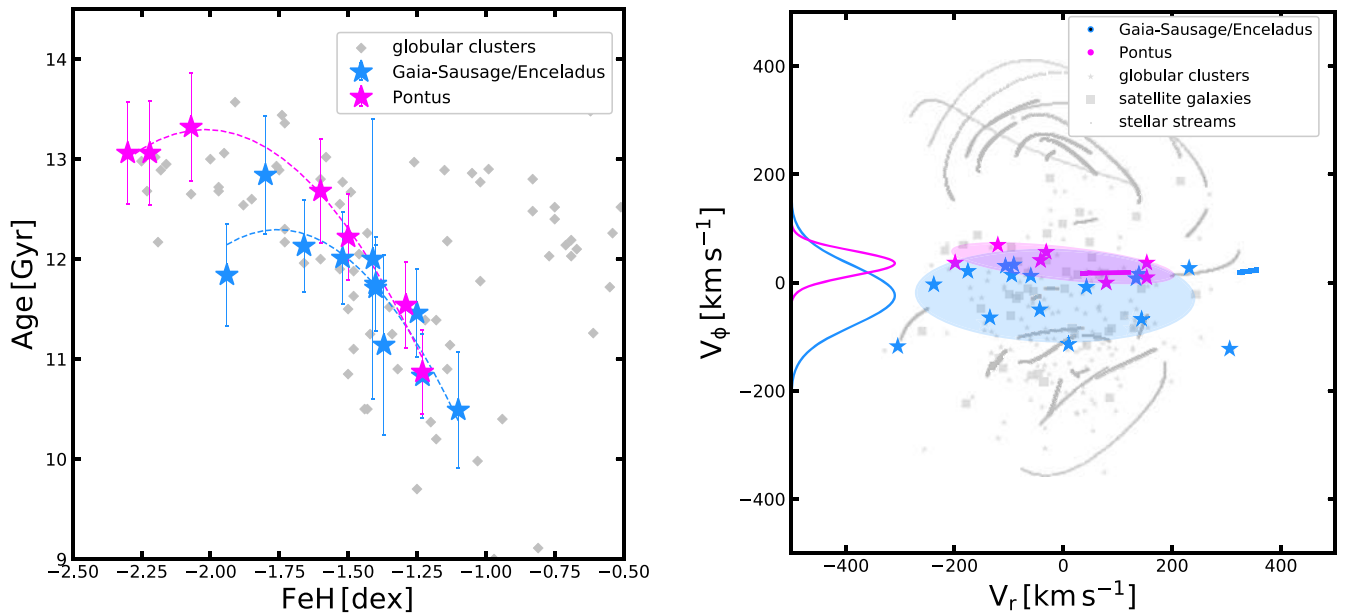 14
13
12
11
10
9
Age [Gyr]
globular clusters
Gaia-Sausage/Enceladus
Pontus
−2.50 −2.25 −2.00 −1.75 −1.50 −1.25 −1.00 −0.75 −0.50
FeH [dex]
400
200
0
−200
−400
V_ϕ [km s⁻¹]
Gaia-Sausage/Enceladus
Pontus
globular clusters
satellite galaxies
stellar streams
−400 −200 0 200 400
V_r [km s⁻¹]